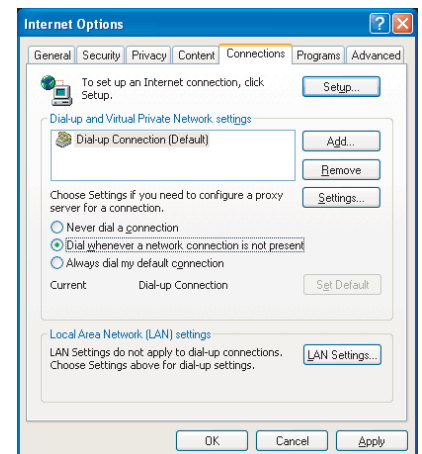 Internet Options
General Security Privacy Content Connections Programs Advanced
To set up an Internet connection, click
Setup.
Setup...
Dial-up and Virtual Private Network settings
Dial-up Connection (Default)
Add...
Remove
Choose Settings if you need to configure a proxy
server for a connection.
Settings...
Never dial a connection
Dial whenever a network connection is not present
Always dial my default connection
Current Dial-up Connection Set Default
Local Area Network (LAN) settings
LAN Settings do not apply to dial-up connections.
Choose Settings above for dial-up settings.
LAN Settings...
OK Cancel Apply